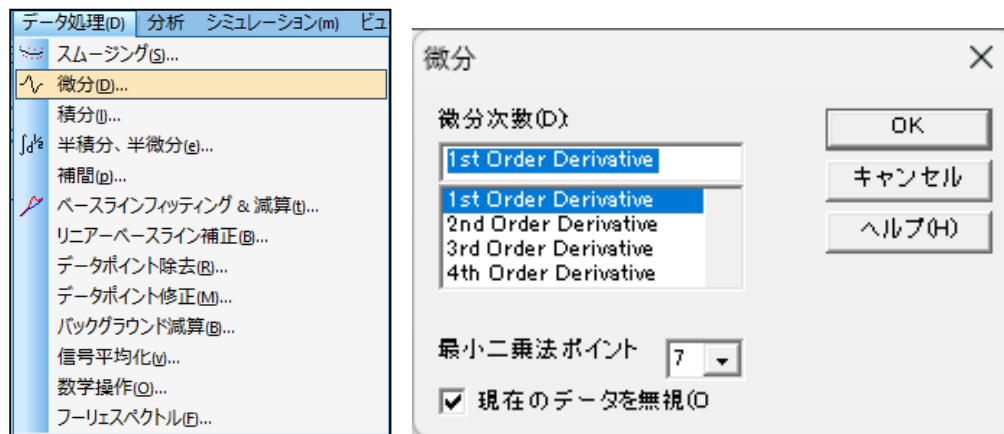 データ処理(D) 分析 シミュレーション(m) ビュ
スムージング(S)...
微分(D)...
積分(I)...
半積分、半微分(e)...
補間(p)...
ベースラインフィッティング & 減算(t)...
リニアーベースライン補正(B)...
データポイント除去(R)...
データポイント修正(M)...
バックグラウンド減算(B)...
信号平均化(v)...
数学操作(O)...
フーリェスペクトル(F)...
微分
微分次数(D):
1st Order Derivative
1st Order Derivative
2nd Order Derivative
3rd Order Derivative
4th Order Derivative
最小二乗法ポイント 7
現在のデータを無視(O
OK
キャンセル
ヘルプ(H)